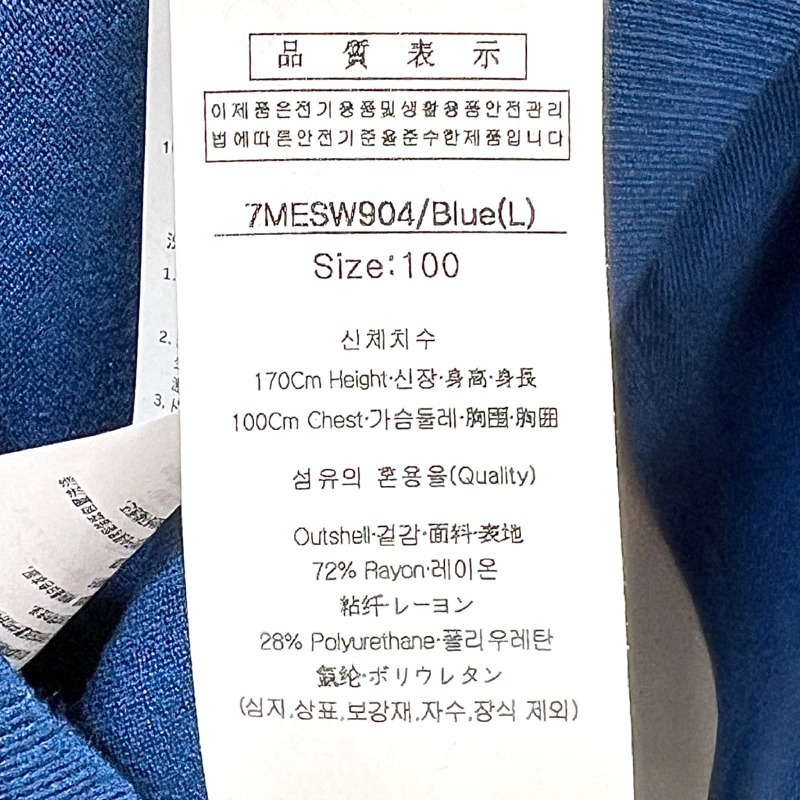 品質表示
이제품은전기용품및생활용품안전관리
법에따른안전기준을준수한제품입니다
7MESW904/Blue(L)
Size:100
신체치수
170Cm Height·신장·身高·身長
100Cm Chest·가슴둘레·胸围·胸囲
섬유의 혼용율(Quality)
Outshell·겉감·面料·表地
72% Rayon·레이온
粘纤·レーヨン
28% Polyurethane·폴리우레탄
氨纶·ポリウレタン
(심지,상표,보강재,자수,장식 제외)
1.
2.
3.